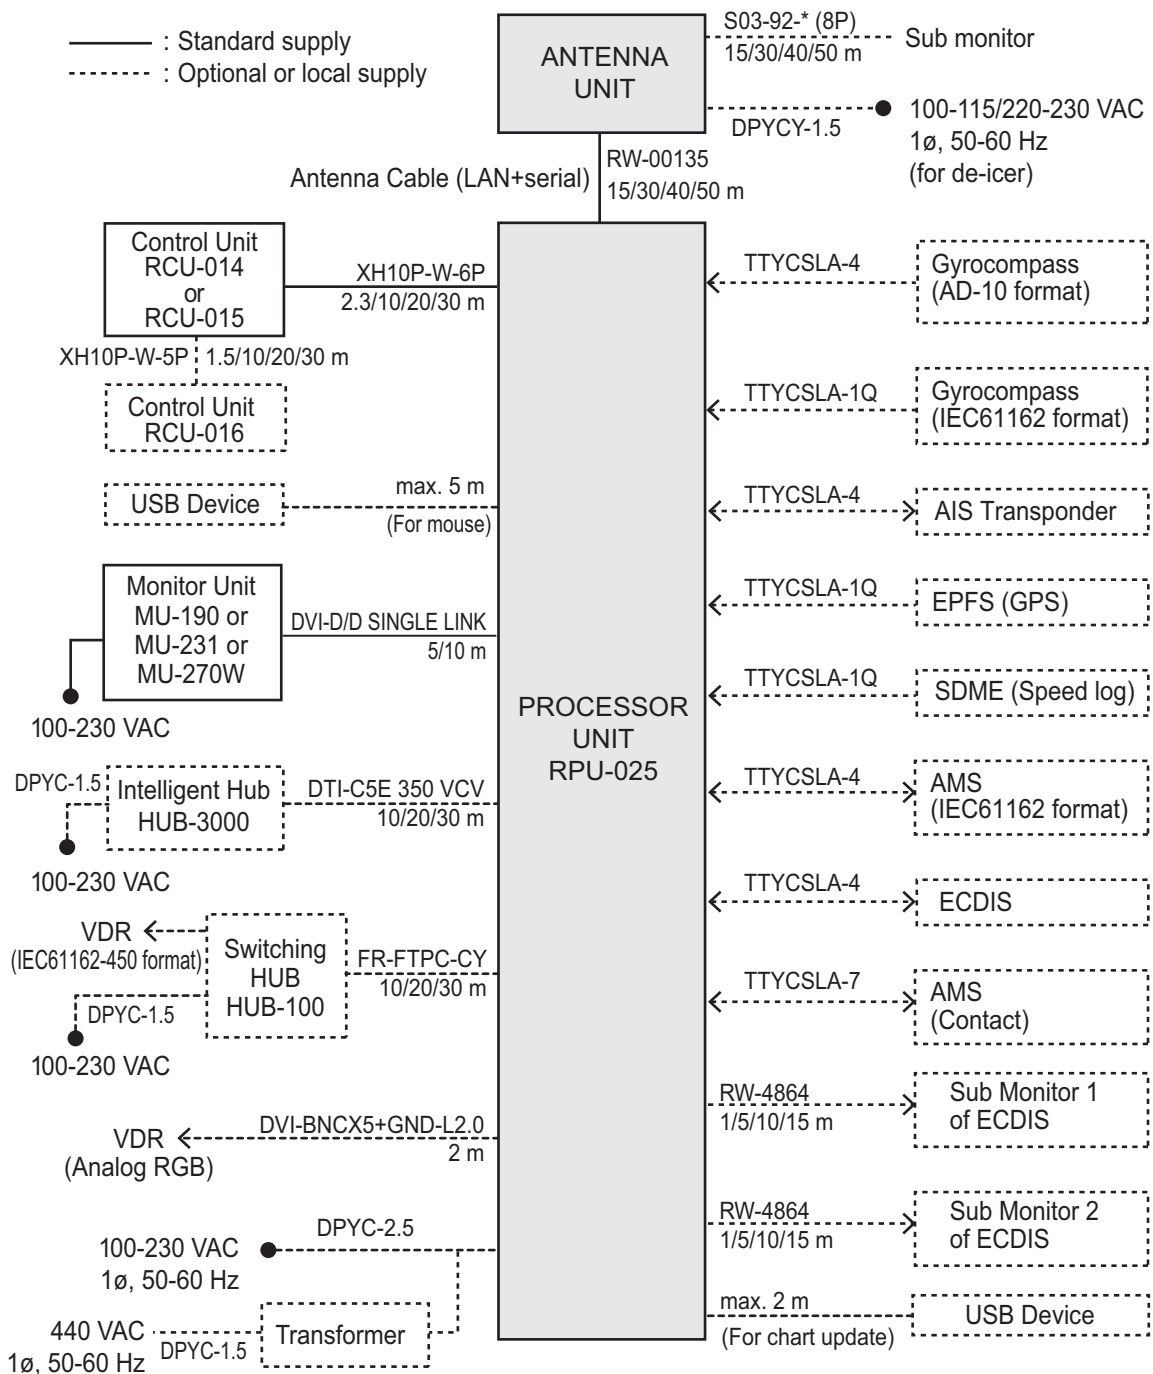 : Standard supply
: Optional or local supply
ANTENNA
UNIT
S03-92-* (8P)
15/30/40/50 m
Sub monitor
DPYCY-1.5
100-115/220-230 VAC
1ø, 50-60 Hz
(for de-icer)
Antenna Cable (LAN+serial)
RW-00135
15/30/40/50 m
Control Unit
RCU-014
or
RCU-015
XH10P-W-6P
2.3/10/20/30 m
XH10P-W-5P
1.5/10/20/30 m
Control Unit
RCU-016
USB Device
max. 5 m
(For mouse)
Monitor Unit
MU-190 or
MU-231 or
MU-270W
DVI-D/D SINGLE LINK
5/10 m
100-230 VAC
DPYC-1.5
Intelligent Hub
HUB-3000
DTI-C5E 350 VCV
10/20/30 m
100-230 VAC
VDR
(IEC61162-450 format)
Switching
HUB
HUB-100
FR-FTPC-CY
10/20/30 m
DPYC-1.5
100-230 VAC
VDR
(Analog RGB)
DVI-BNCX5+GND-L2.0
2 m
100-230 VAC
1ø, 50-60 Hz
DPYC-2.5
440 VAC
1ø, 50-60 Hz
DPYC-1.5
Transformer
PROCESSOR
UNIT
RPU-025
TTYCSLA-4
Gyrocompass
(AD-10 format)
TTYCSLA-1Q
Gyrocompass
(IEC61162 format)
TTYCSLA-4
AIS Transponder
TTYCSLA-1Q
EPFS (GPS)
TTYCSLA-1Q
SDME (Speed log)
TTYCSLA-4
AMS
(IEC61162 format)
TTYCSLA-4
ECDIS
TTYCSLA-7
AMS
(Contact)
RW-4864
1/5/10/15 m
Sub Monitor 1
of ECDIS
RW-4864
1/5/10/15 m
Sub Monitor 2
of ECDIS
max. 2 m
(For chart update)
USB Device